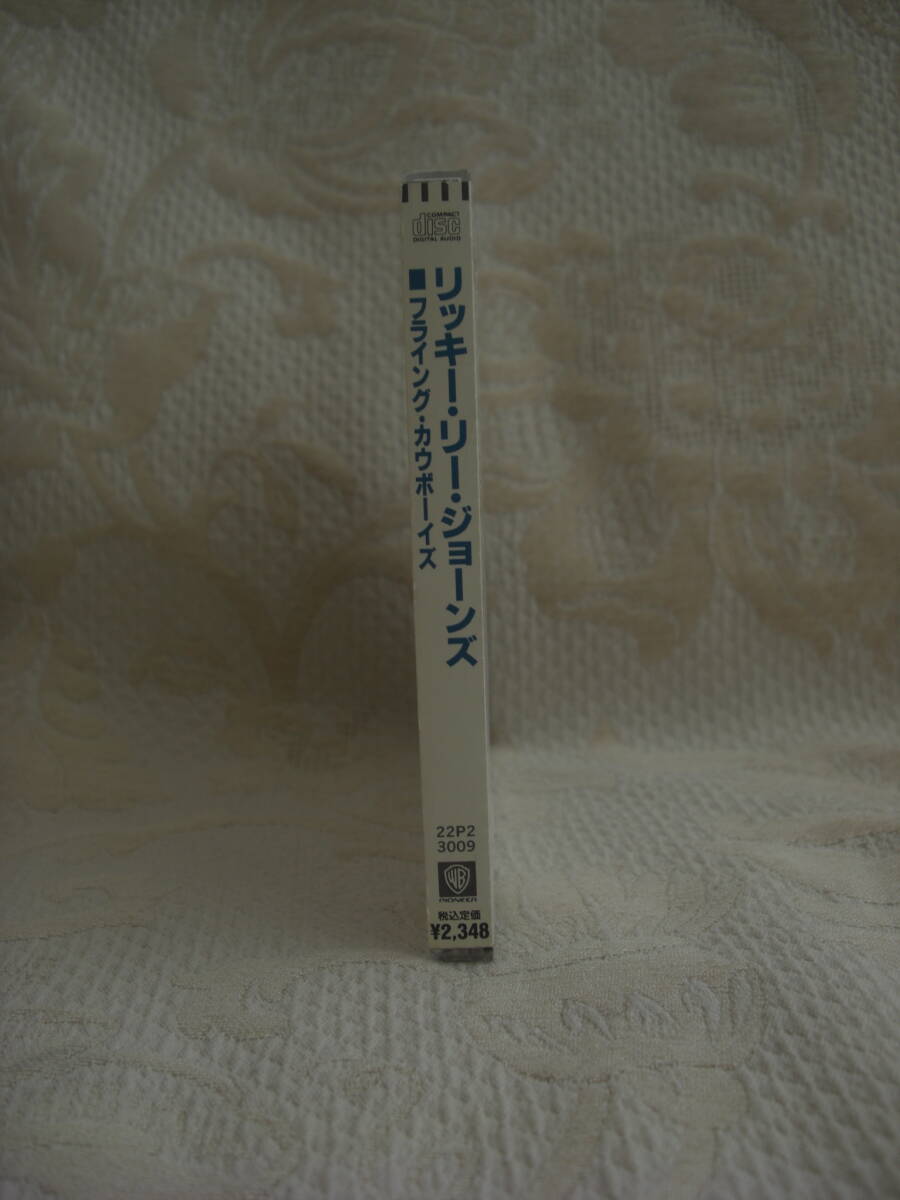 COMPACT
disc
DIGITAL AUDIO
リッキー・リー・ジョーンズ
■フライング・カウボーイズ
22P2
3009
WB
PIONEER
税込定価
¥2,348